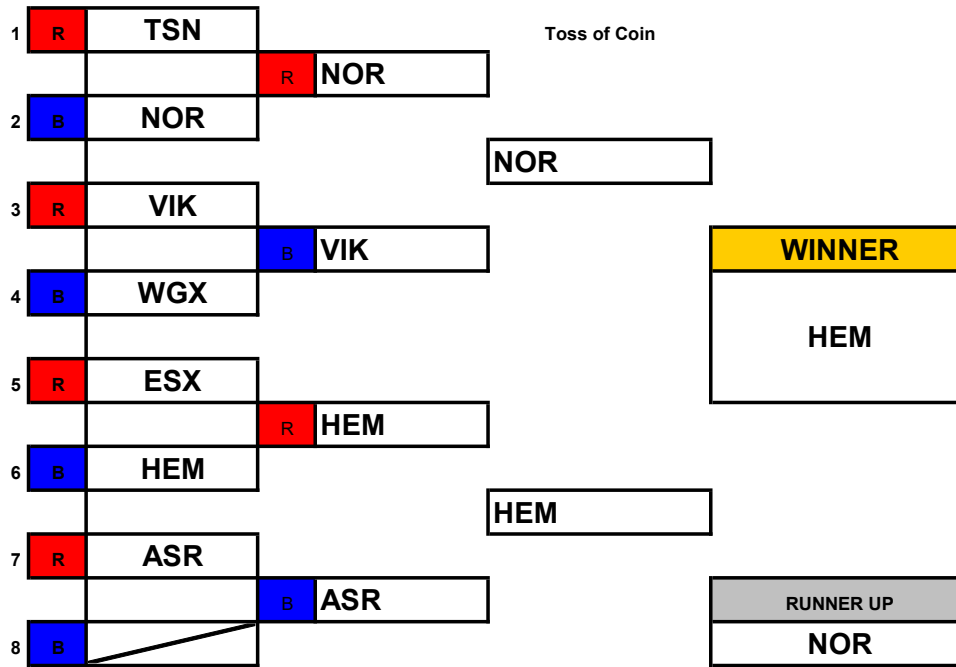 1 R TSN Toss of Coin
R NOR
2 B NOR
NOR
3 R VIK
B VIK WINNER
4 B WGX
HEM
5 R ESX
R HEM
6 B HEM
HEM
7 R ASR
B ASR RUNNER UP
8 B NOR